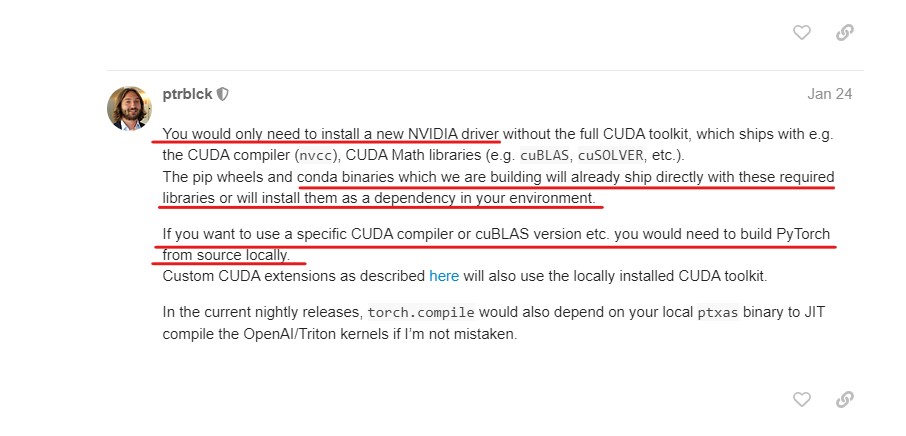 ptrblck
Jan 24
You would only need to install a new NVIDIA driver without the full CUDA toolkit, which ships with e.g.
the CUDA compiler (nvcc), CUDA Math libraries (e.g. cuBLAS, cuSOLVER, etc.).
The pip wheels and conda binaries which we are building will already ship directly with these required
libraries or will install them as a dependency in your environment.
If you want to use a specific CUDA compiler or cuBLAS version etc. you would need to build PyTorch
from source locally.
Custom CUDA extensions as described here will also use the locally installed CUDA toolkit.
In the current nightly releases, torch.compile would also depend on your local ptxas binary to JIT
compile the OpenAI/Triton kernels if I’m not mistaken.